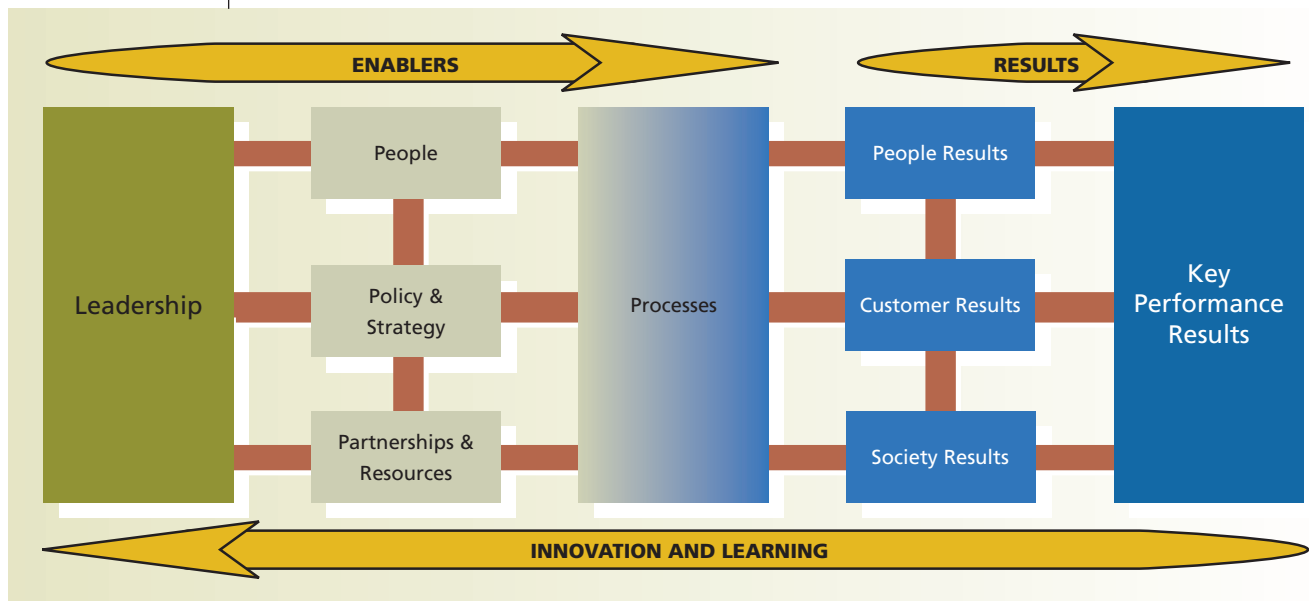 ENABLERS
RESULTS
Leadership
People
Policy &
Strategy
Partnerships &
Resources
Processes
People Results
Customer Results
Society Results
Key
Performance
Results
INNOVATION AND LEARNING